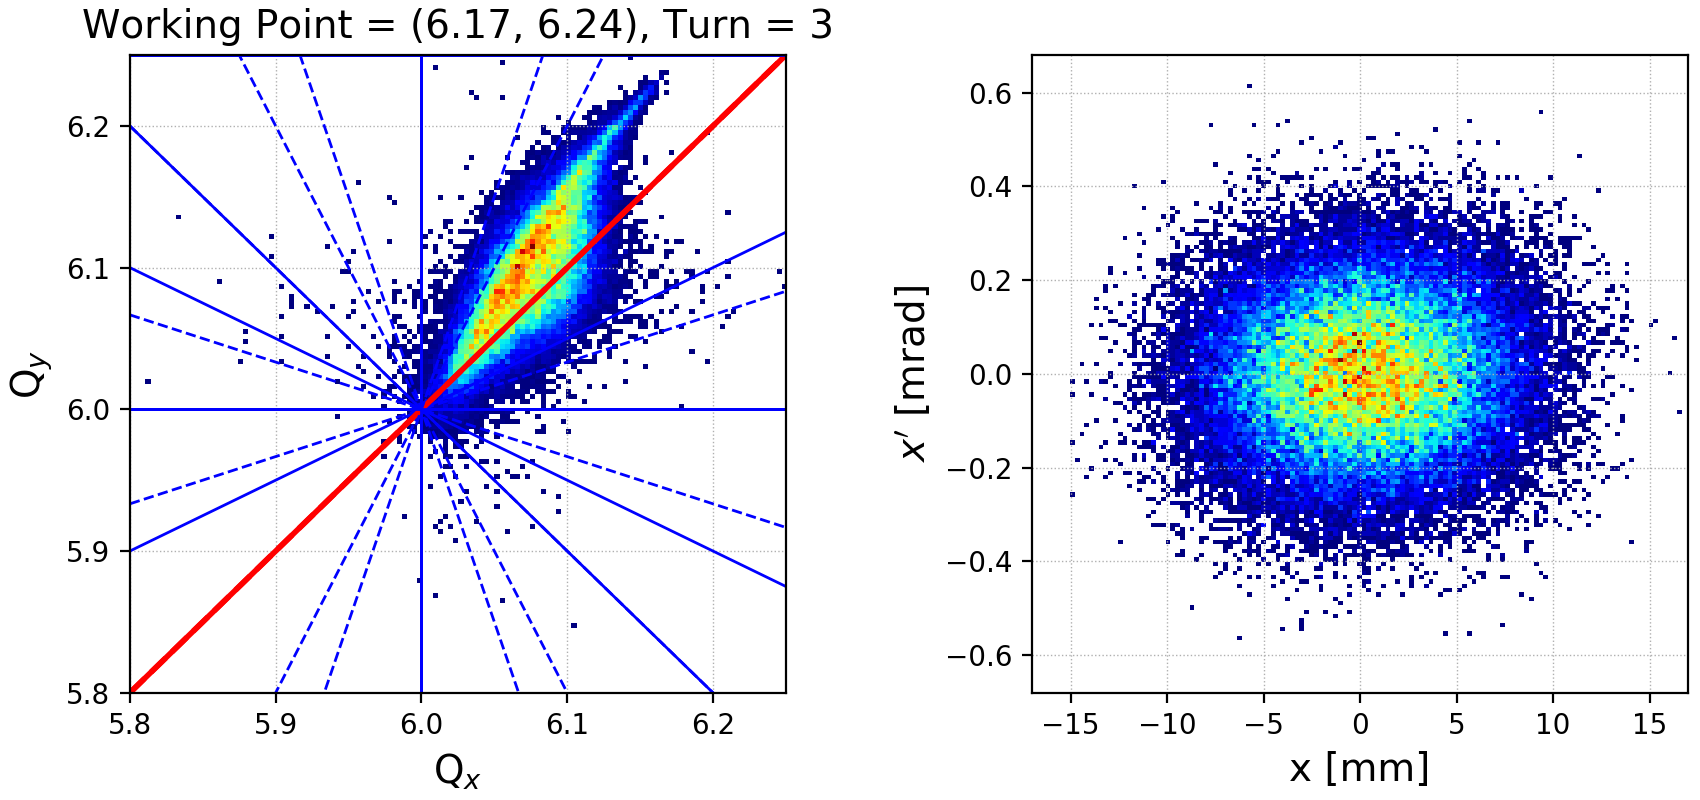 Working Point = (6.17, 6.24), Turn = 3
6.2
6.1
6.0
5.9
5.8
Q_y
5.8 5.9 6.0 6.1 6.2
Q_x
0.6
0.4
0.2
0.0
−0.2
−0.4
−0.6
x′ [mrad]
−15 −10 −5 0 5 10 15
x [mm]